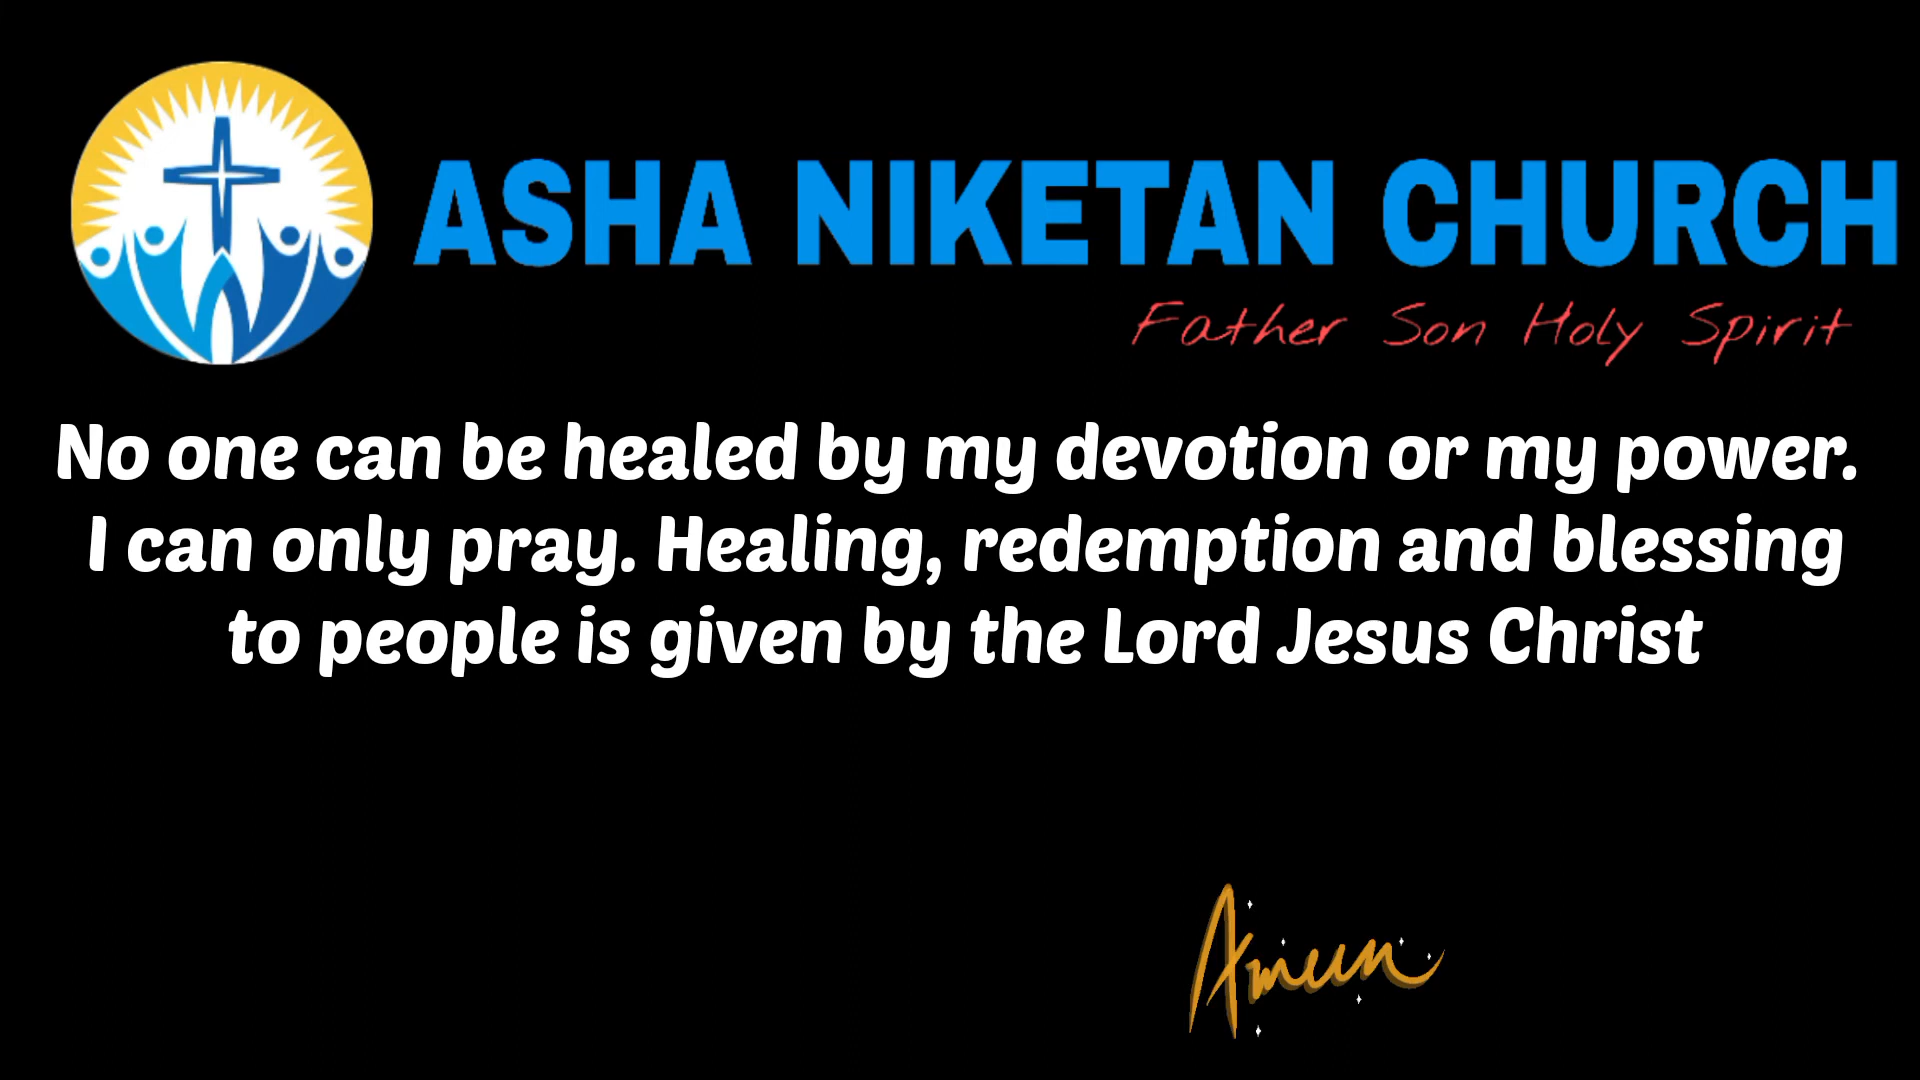 ASHA NIKETAN CHURCH
Father Son Holy Spirit
No one can be healed by my devotion or my power.
I can only pray. Healing, redemption and blessing
to people is given by the Lord Jesus Christ
Ameen